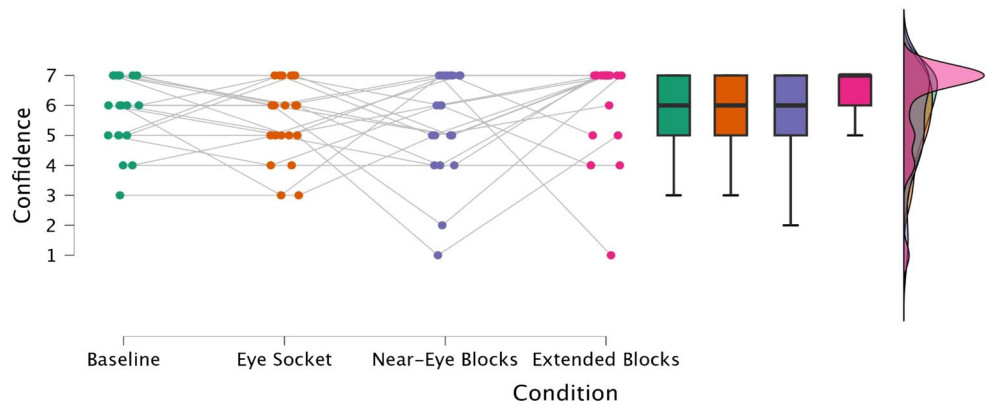 Confidence
7
6
5
4
3
2
1
Baseline
Eye Socket
Near-Eye Blocks
Extended Blocks
Condition